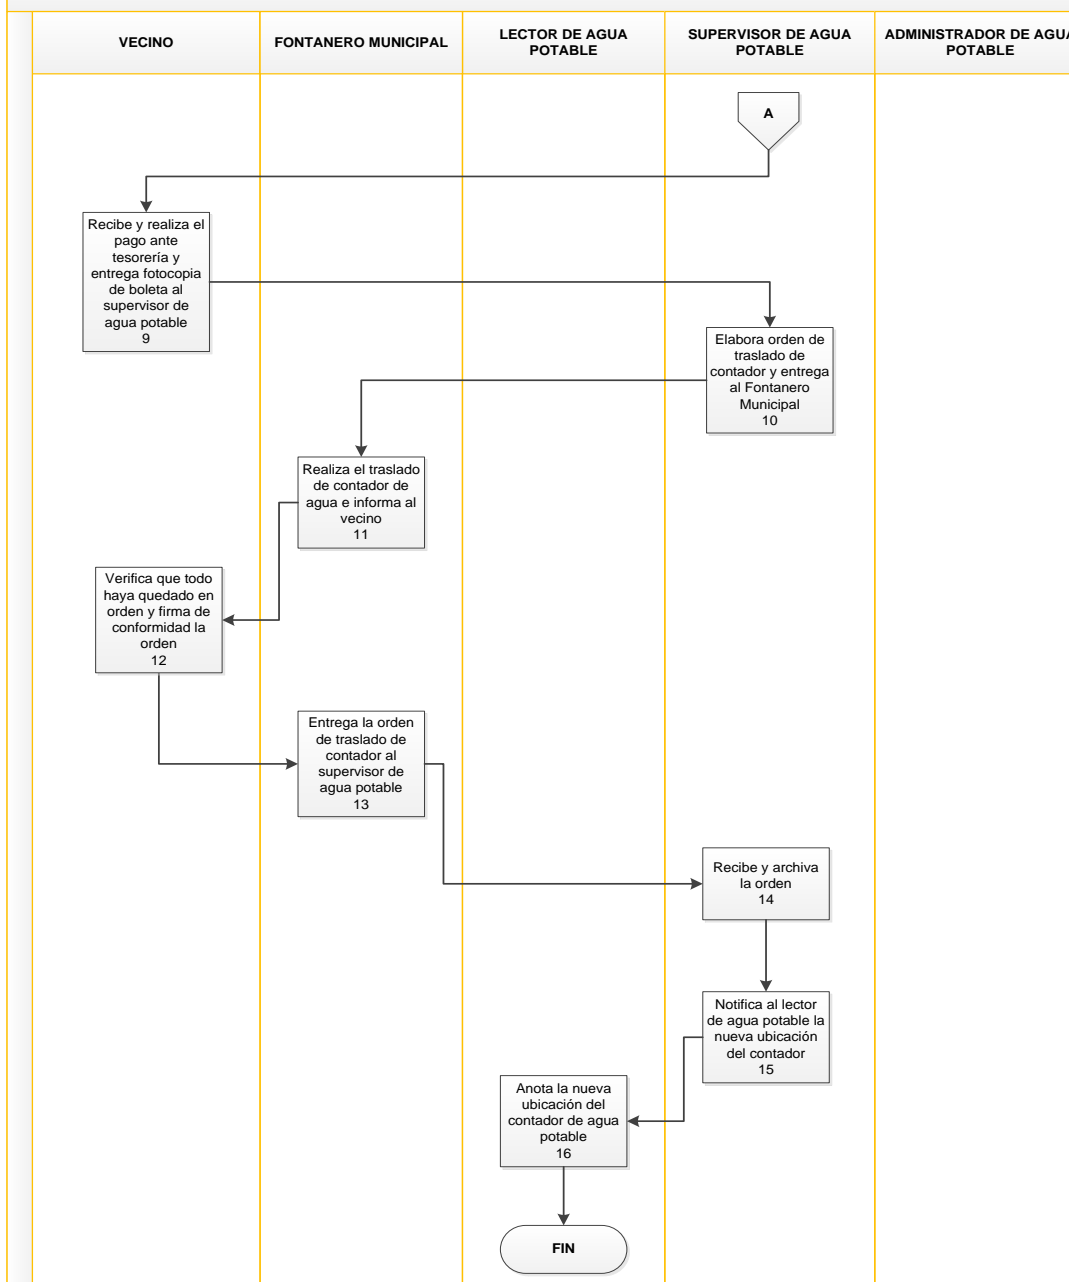 VECINO
FONTANERO MUNICIPAL
LECTOR DE AGUA
POTABLE
SUPERVISOR DE AGUA
POTABLE
ADMINISTRADOR DE AGUA
POTABLE
A
Recibe y realiza el
pago ante
tesorería y
entrega fotocopia
de boleta al
supervisor de
agua potable
9
Elabora orden de
traslado de
contador y entrega
al Fontanero
Municipal
10
Realiza el traslado
de contador de
agua e informa al
vecino
11
Verifica que todo
haya quedado en
orden y firma de
conformidad la
orden
12
Entrega la orden
de traslado de
contador al
supervisor de
agua potable
13
Recibe y archiva
la orden
14
Notifica al lector
de agua potable la
nueva ubicación
del contador
15
Anota la nueva
ubicación del
contador de agua
potable
16
FIN